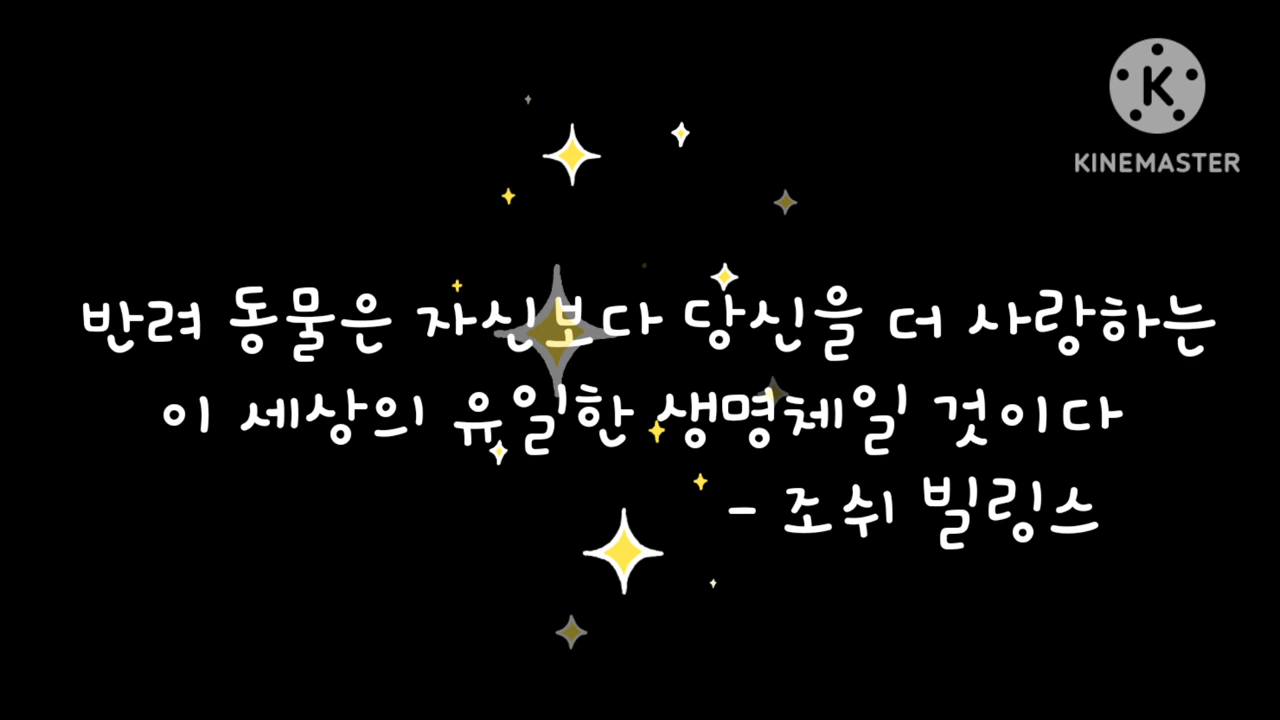 K
KINEMASTER
반려 동물은 자신보다 당신을 더 사랑하는
이 세상의 유일한 생명체일 것이다
- 조쉬 빌링스